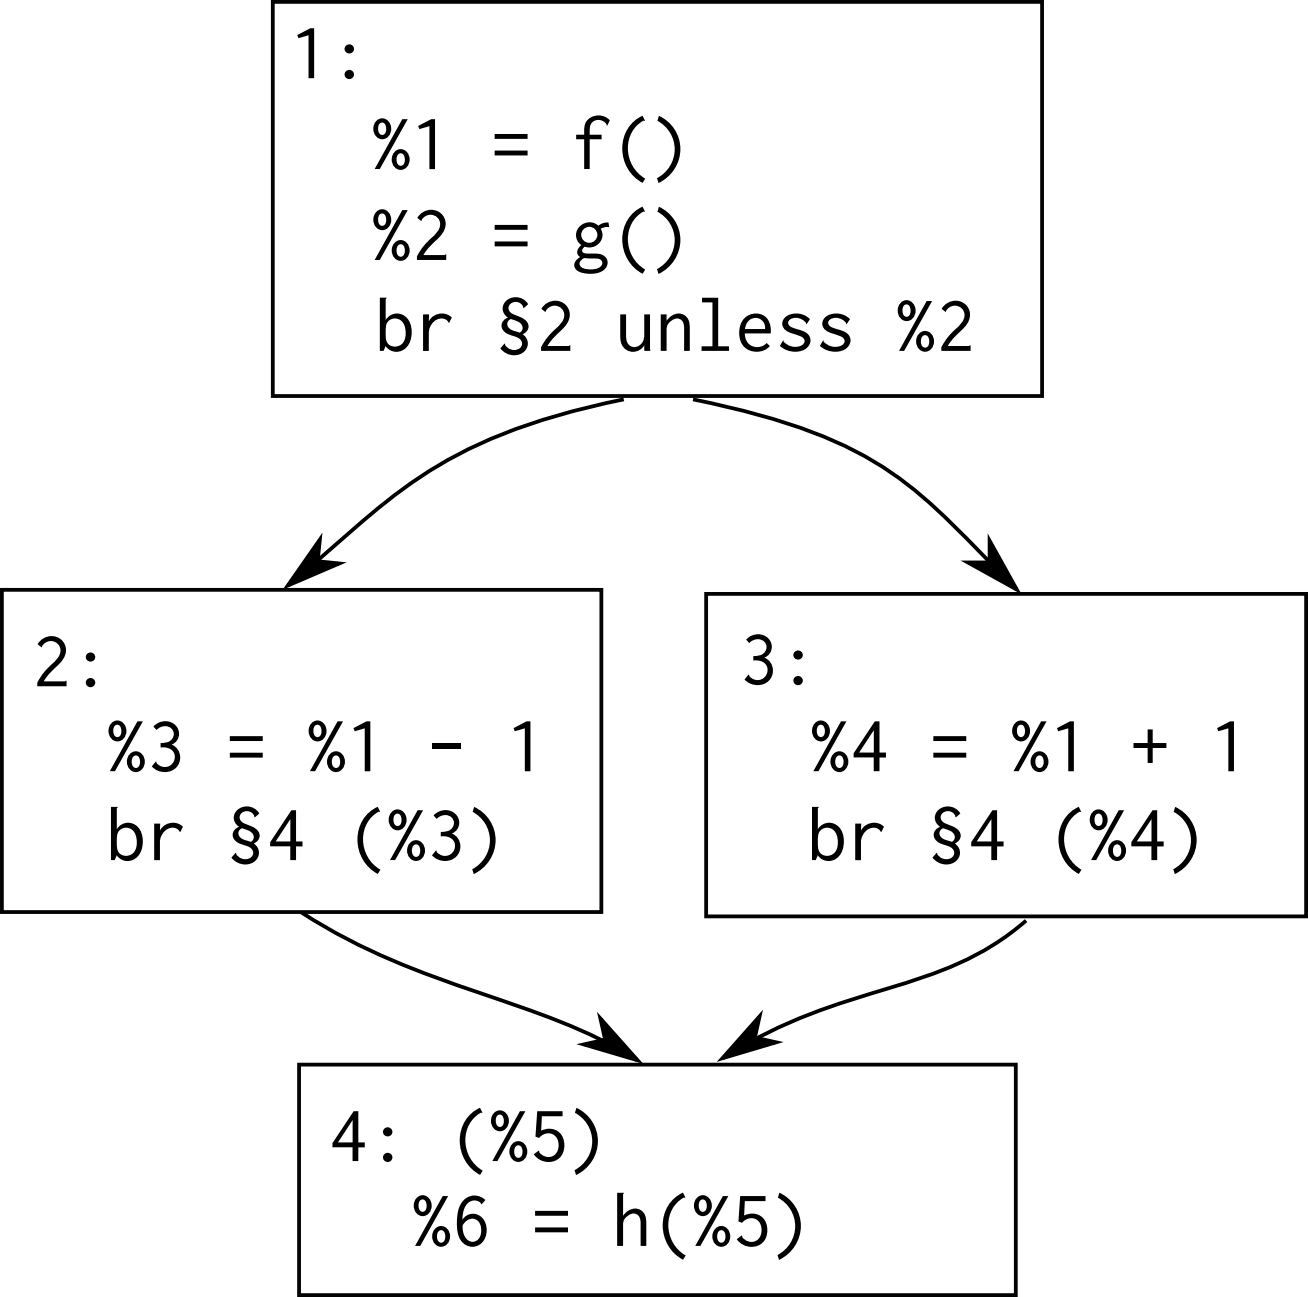 1:
%1 = f()
%2 = g()
br §2 unless %2
2:
%3 = %1 - 1
br §4 (%3)
3:
%4 = %1 + 1
br §4 (%4)
4: (%5)
%6 = h(%5)